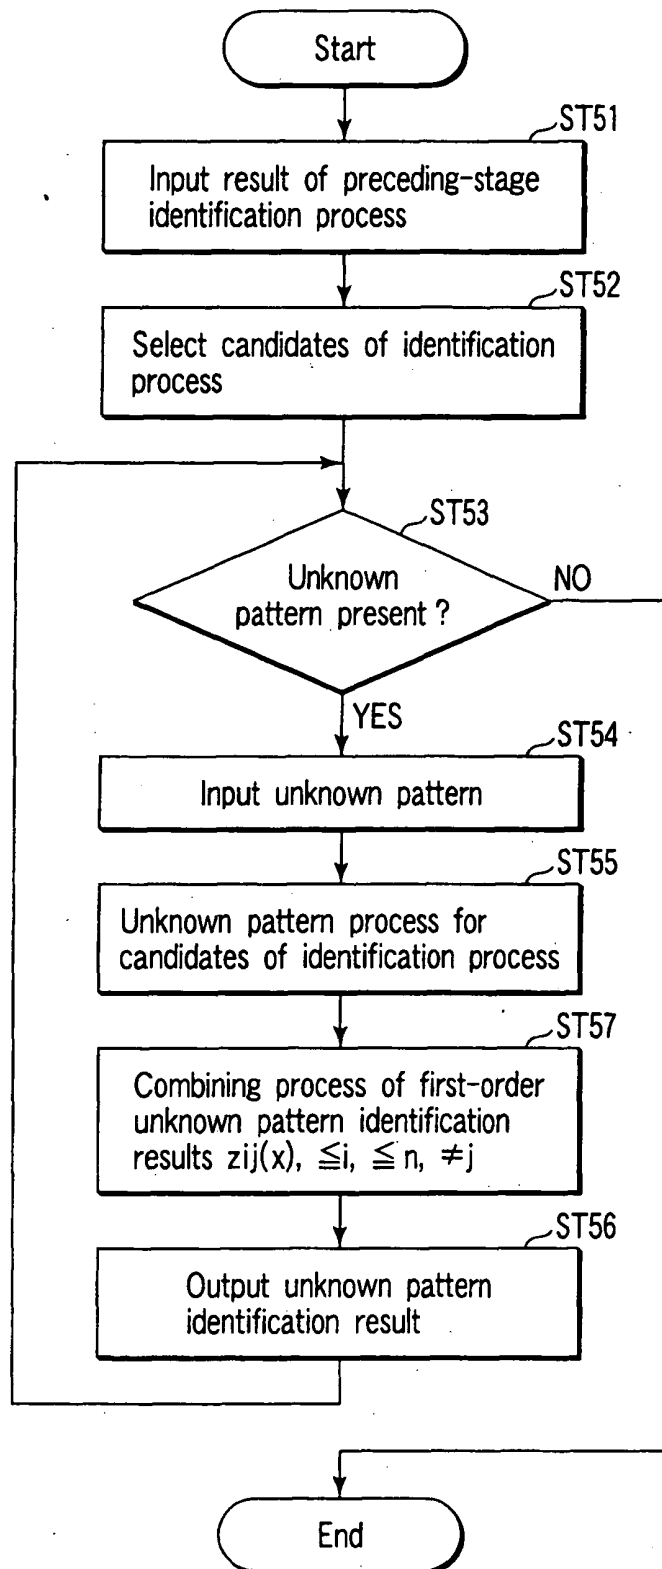 Start
ST51
Input result of preceding-stage
identification process
ST52
Select candidates of identification
process
ST53
Unknown
pattern present ?
NO
YES
ST54
Input unknown pattern
ST55
Unknown pattern process for
candidates of identification process
ST57
Combining process of first-order
unknown pattern identification
results zij(x), ≦i, ≦n, ≠j
ST56
Output unknown pattern
identification result
End